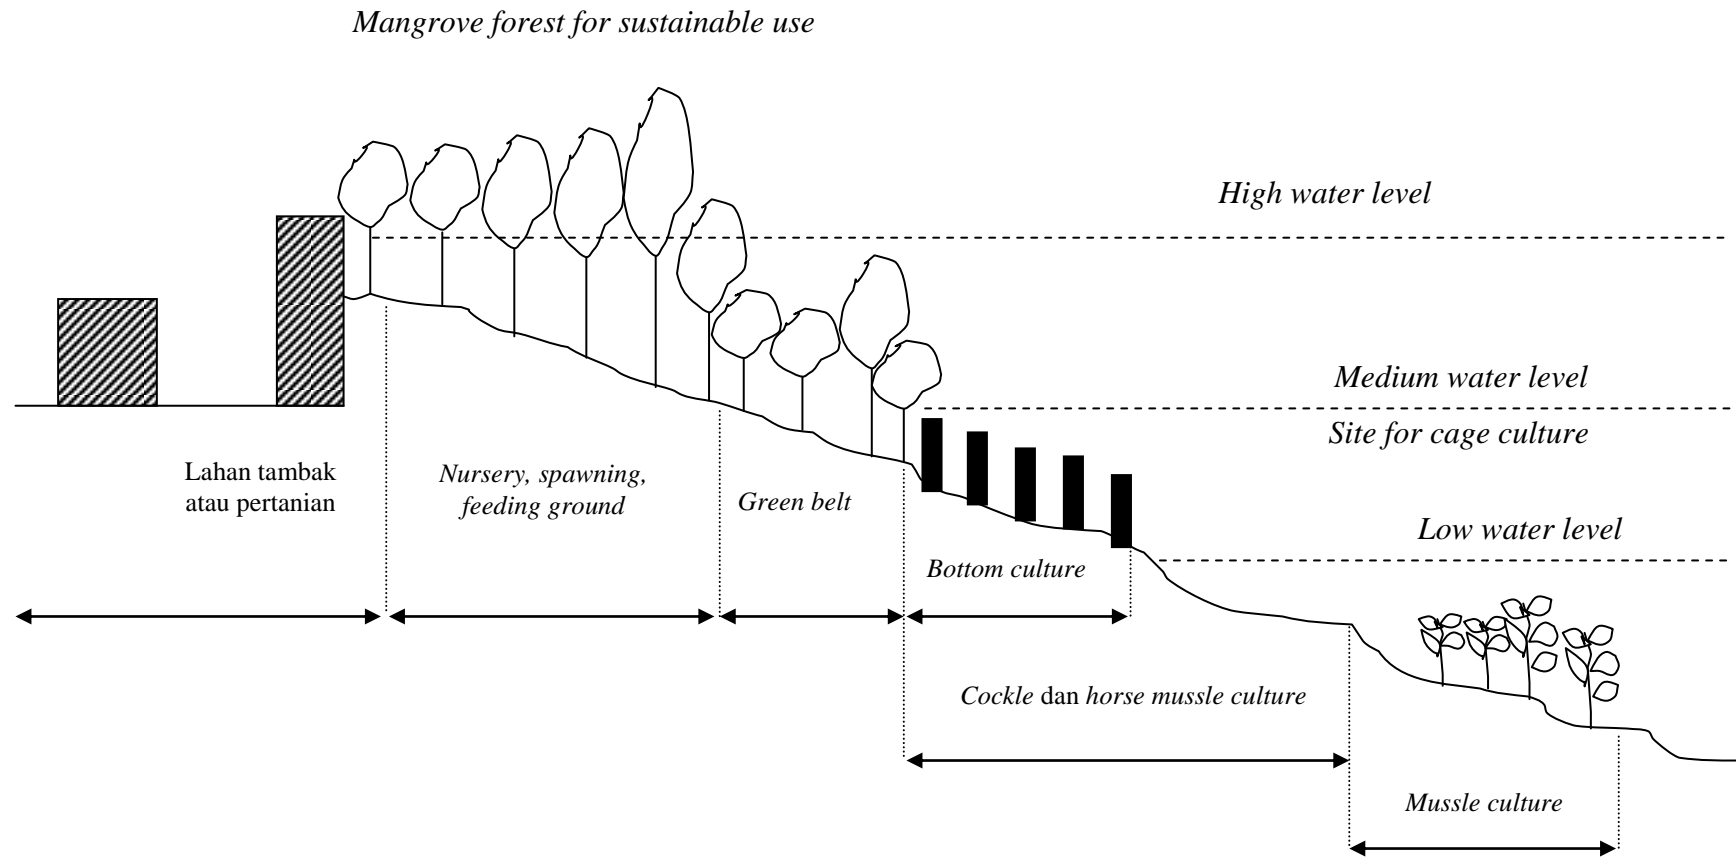 Mangrove forest for sustainable use
High water level
Medium water level
Site for cage culture
Lahan tambak
atau pertanian
Nursery, spawning,
feeding ground
Green belt
Low water level
Bottom culture
Cockle dan horse mussle culture
Mussle culture